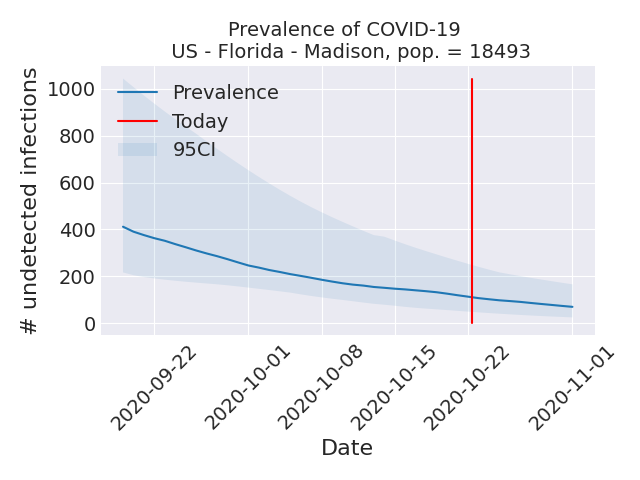 Prevalence of COVID-19
US - Florida - Madison, pop. = 18493
# undetected infections
1000
800
600
400
200
0
Prevalence
Today
95CI
2020-09-22
2020-10-01
2020-10-08
2020-10-15
2020-10-22
2020-11-01
Date